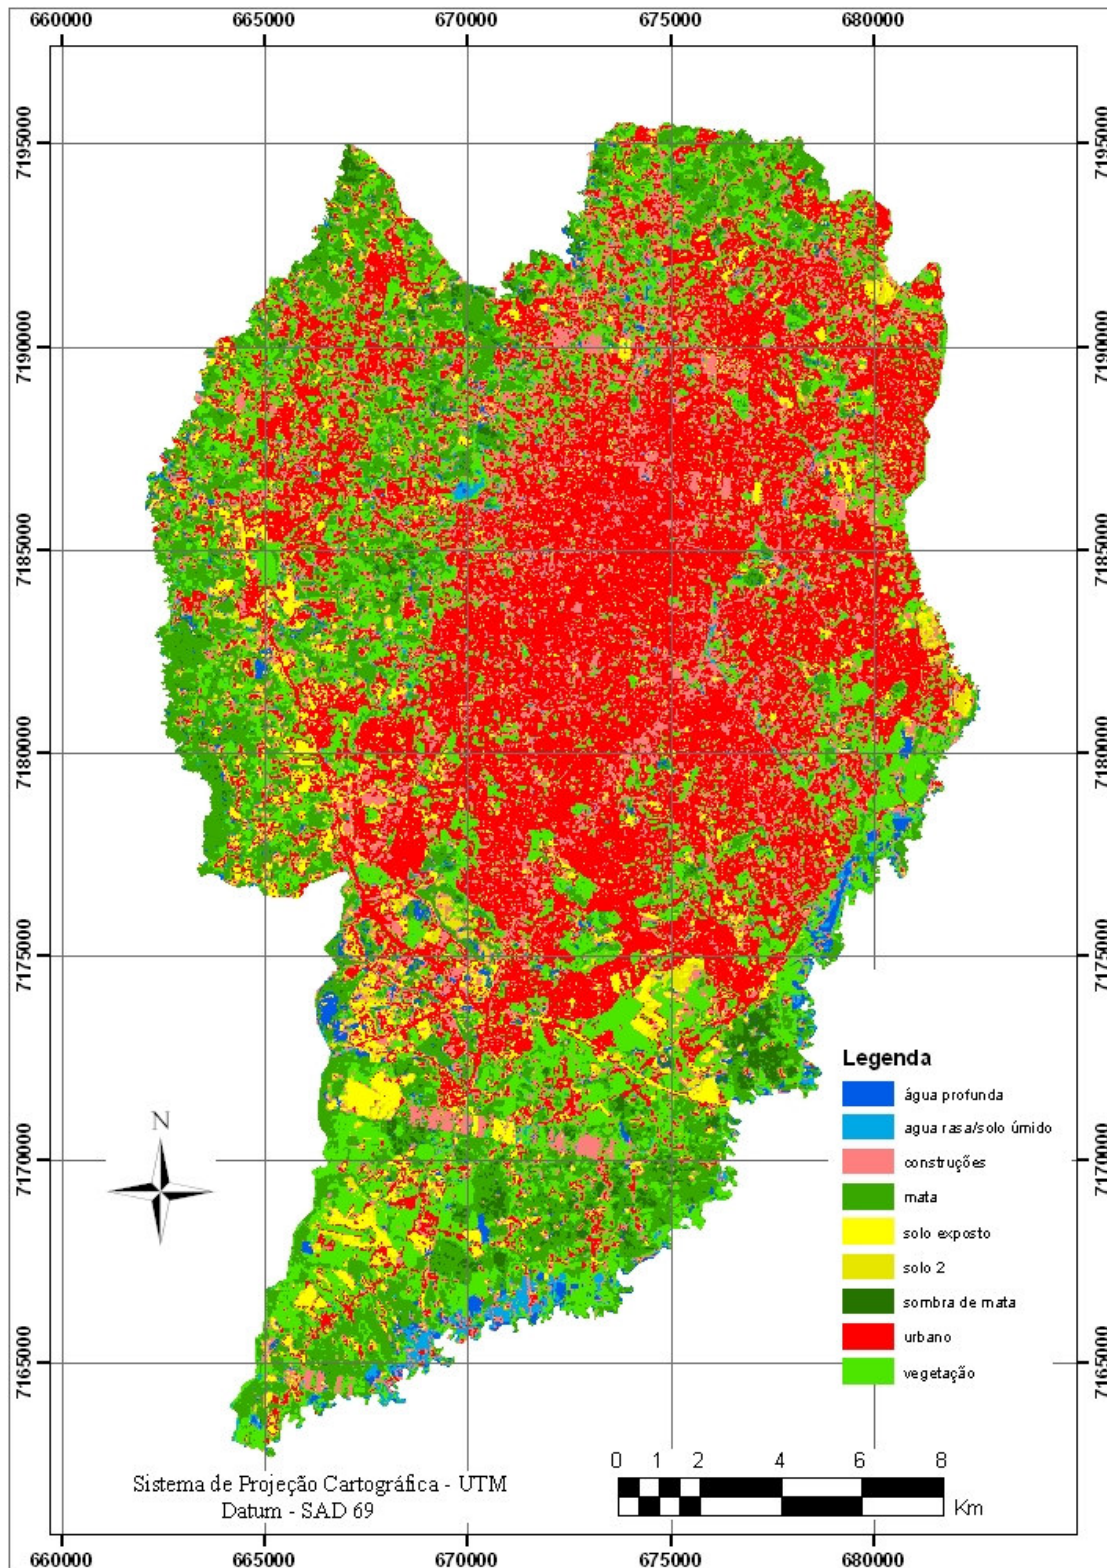 660000 665000 670000 675000 680000
7195000 7195000
7190000 7190000
7185000 7185000
7180000 7180000
7175000 7175000
7170000 7170000
7165000 7165000
Legenda
água profunda
agua rasa/solo úmido
construções
mata
solo exposto
solo 2
sombra de mata
urbano
vegetação
N
Sistema de Projeção Cartográfica - UTM
Datum - SAD 69
0 1 2 4 6 8
Km
660000 665000 670000 675000 680000